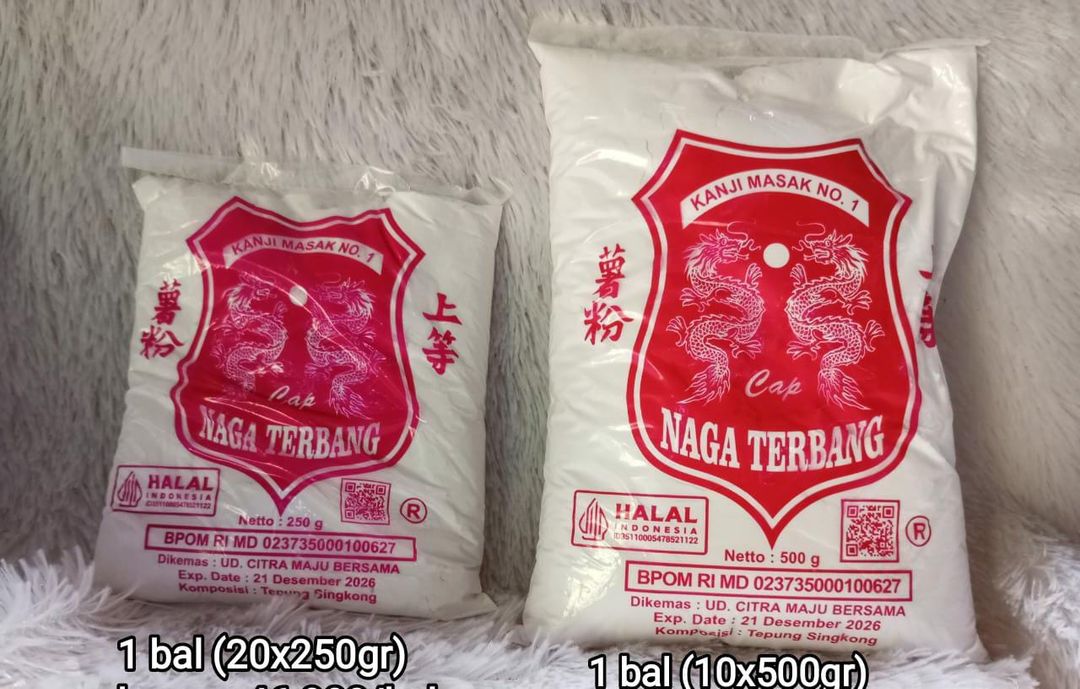 KANJI MASAK NO. 1
薯粉
上等
Cap
NAGA TERBANG
HALAL
INDONESIA
ID35110005478521122
Netto : 250 g
®
BPOM RI MD 023735000100627
Dikemas : UD. CITRA MAJU BERSAMA
Exp. Date : 21 Desember 2026
Komposisi : Tepung Singkong
1 bal (20x250gr)
KANJI MASAK NO. 1
薯粉
Cap
NAGA TERBANG
HALAL
INDONESIA
ID35110005478521122
Netto : 500 g
®
BPOM RI MD 023735000100627
Dikemas : UD. CITRA MAJU BERSAMA
Exp. Date : 21 Desember 2026
Komposisi : Tepung Singkong
1 bal (10x500gr)